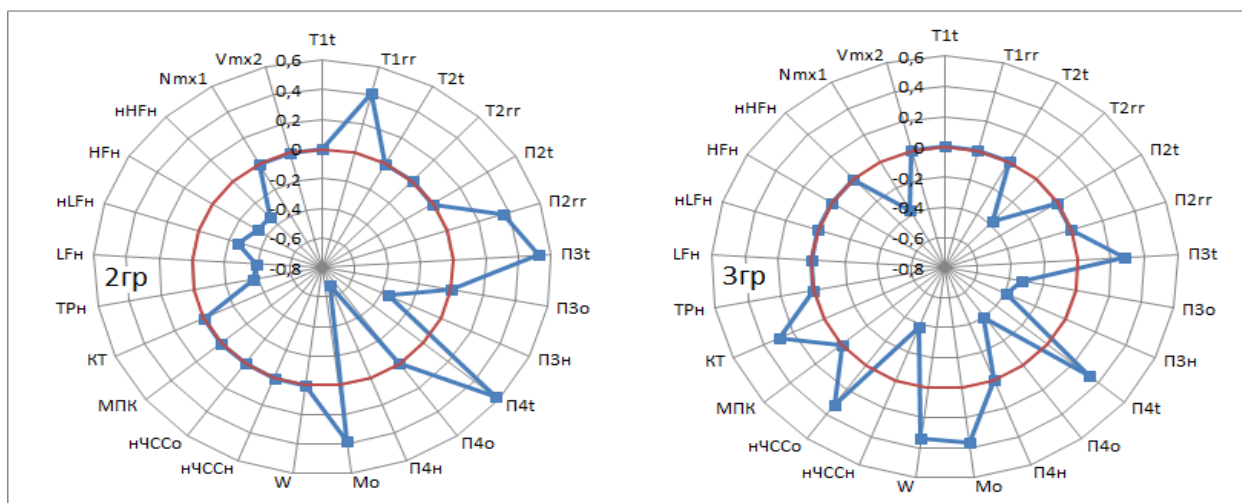 T1t
T1rr
T2t
T2rr
П2t
П2rr
П3t
П3о
П3н
П4t
П4о
П4н
Мо
W
нЧССн
нЧССо
МПК
КТ
TPн
LFн
нLFн
HFн
нHFн
Nmx1
Vmx2
0,6
0,4
0,2
0
-0,2
-0,4
-0,6
-0,8
2гр
T1t
T1rr
T2t
T2rr
П2t
П2rr
П3t
П3о
П3н
П4t
П4о
П4н
Мо
W
нЧССн
нЧССо
МПК
КТ
TPн
LFн
нLFн
HFн
нHFн
Nmx1
Vmx2
0,6
0,4
0,2
0
-0,2
-0,4
-0,6
-0,8
3гр